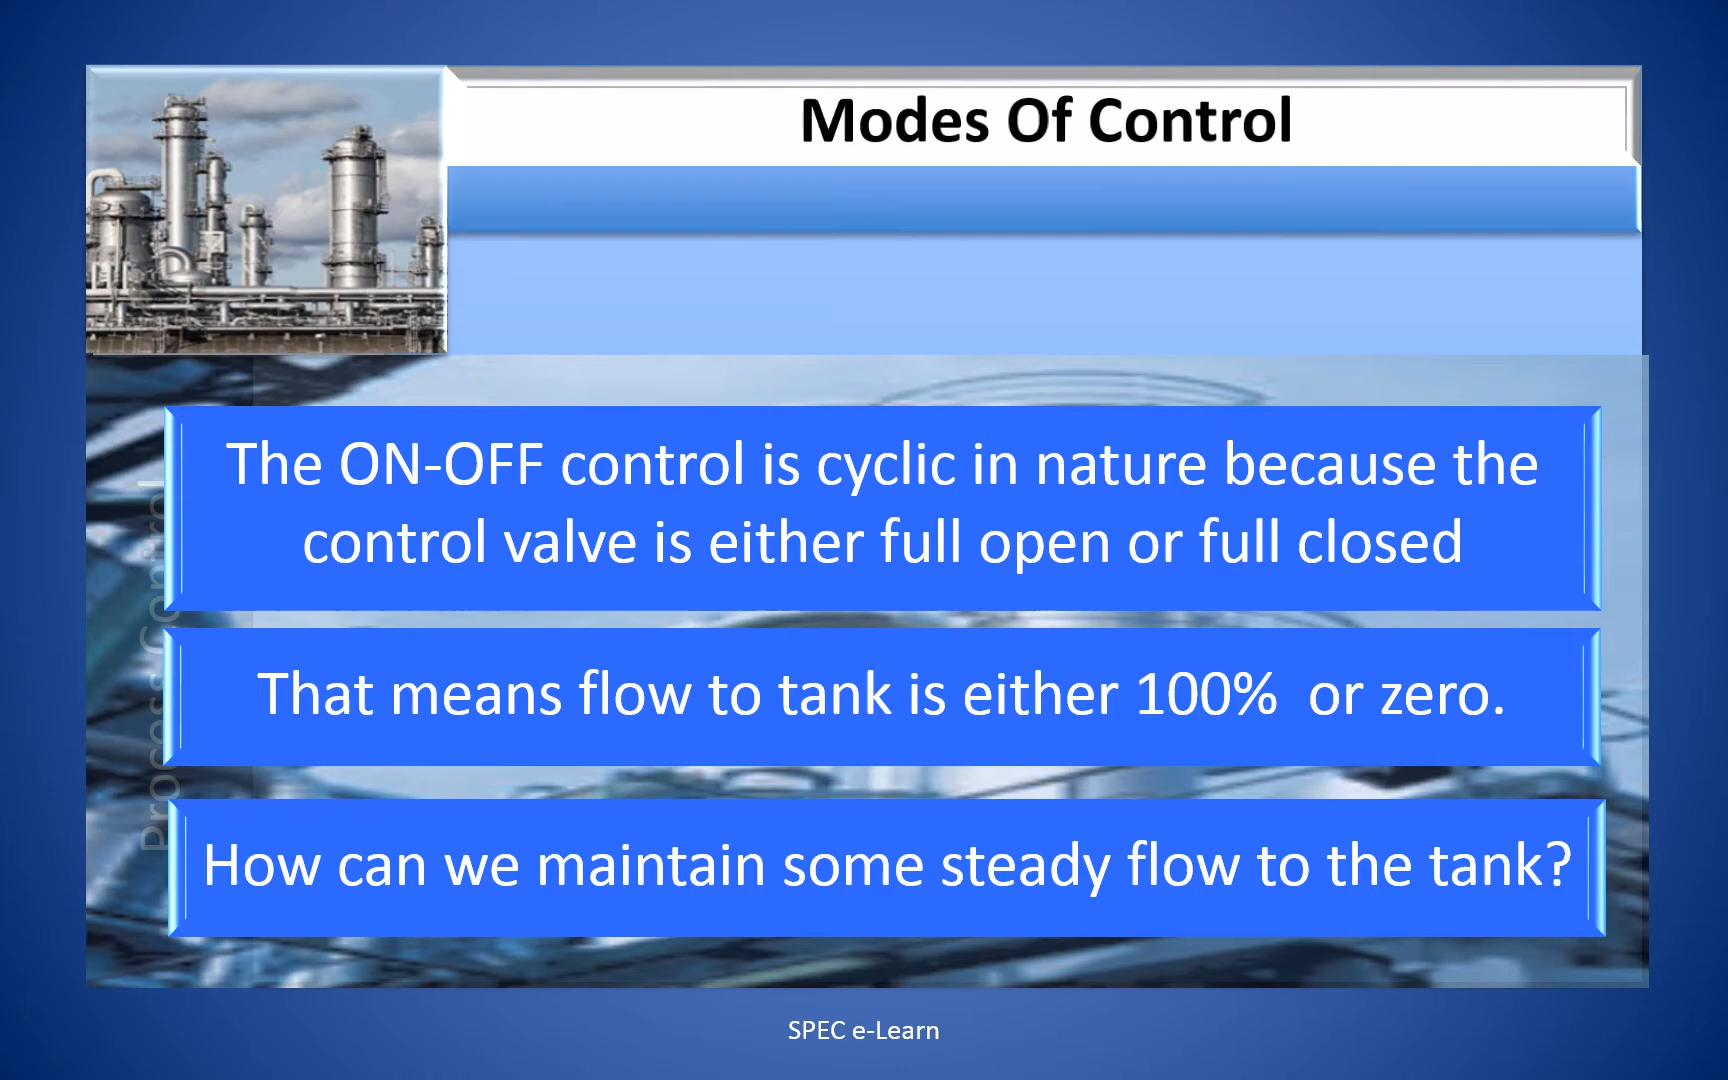 Modes Of Control
The ON-OFF control is cyclic in nature because the
control valve is either full open or full closed
That means flow to tank is either 100%  or zero.
How can we maintain some steady flow to the tank?
Process Control
SPEC e-Learn